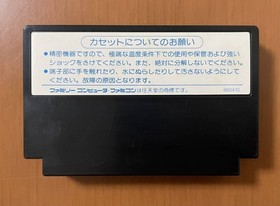 カセットについてのお願い
●精密機器ですので、極端な温度条件下での使用や保管および強い
ショックをさけてください。また、絶対に分解しないでください。
●端子部に手を触れたり、水にぬらしたりして汚さないようにして
ください。故障の原因となります。
ファミリーコンピュータ ファミコンは任天堂の商標です。